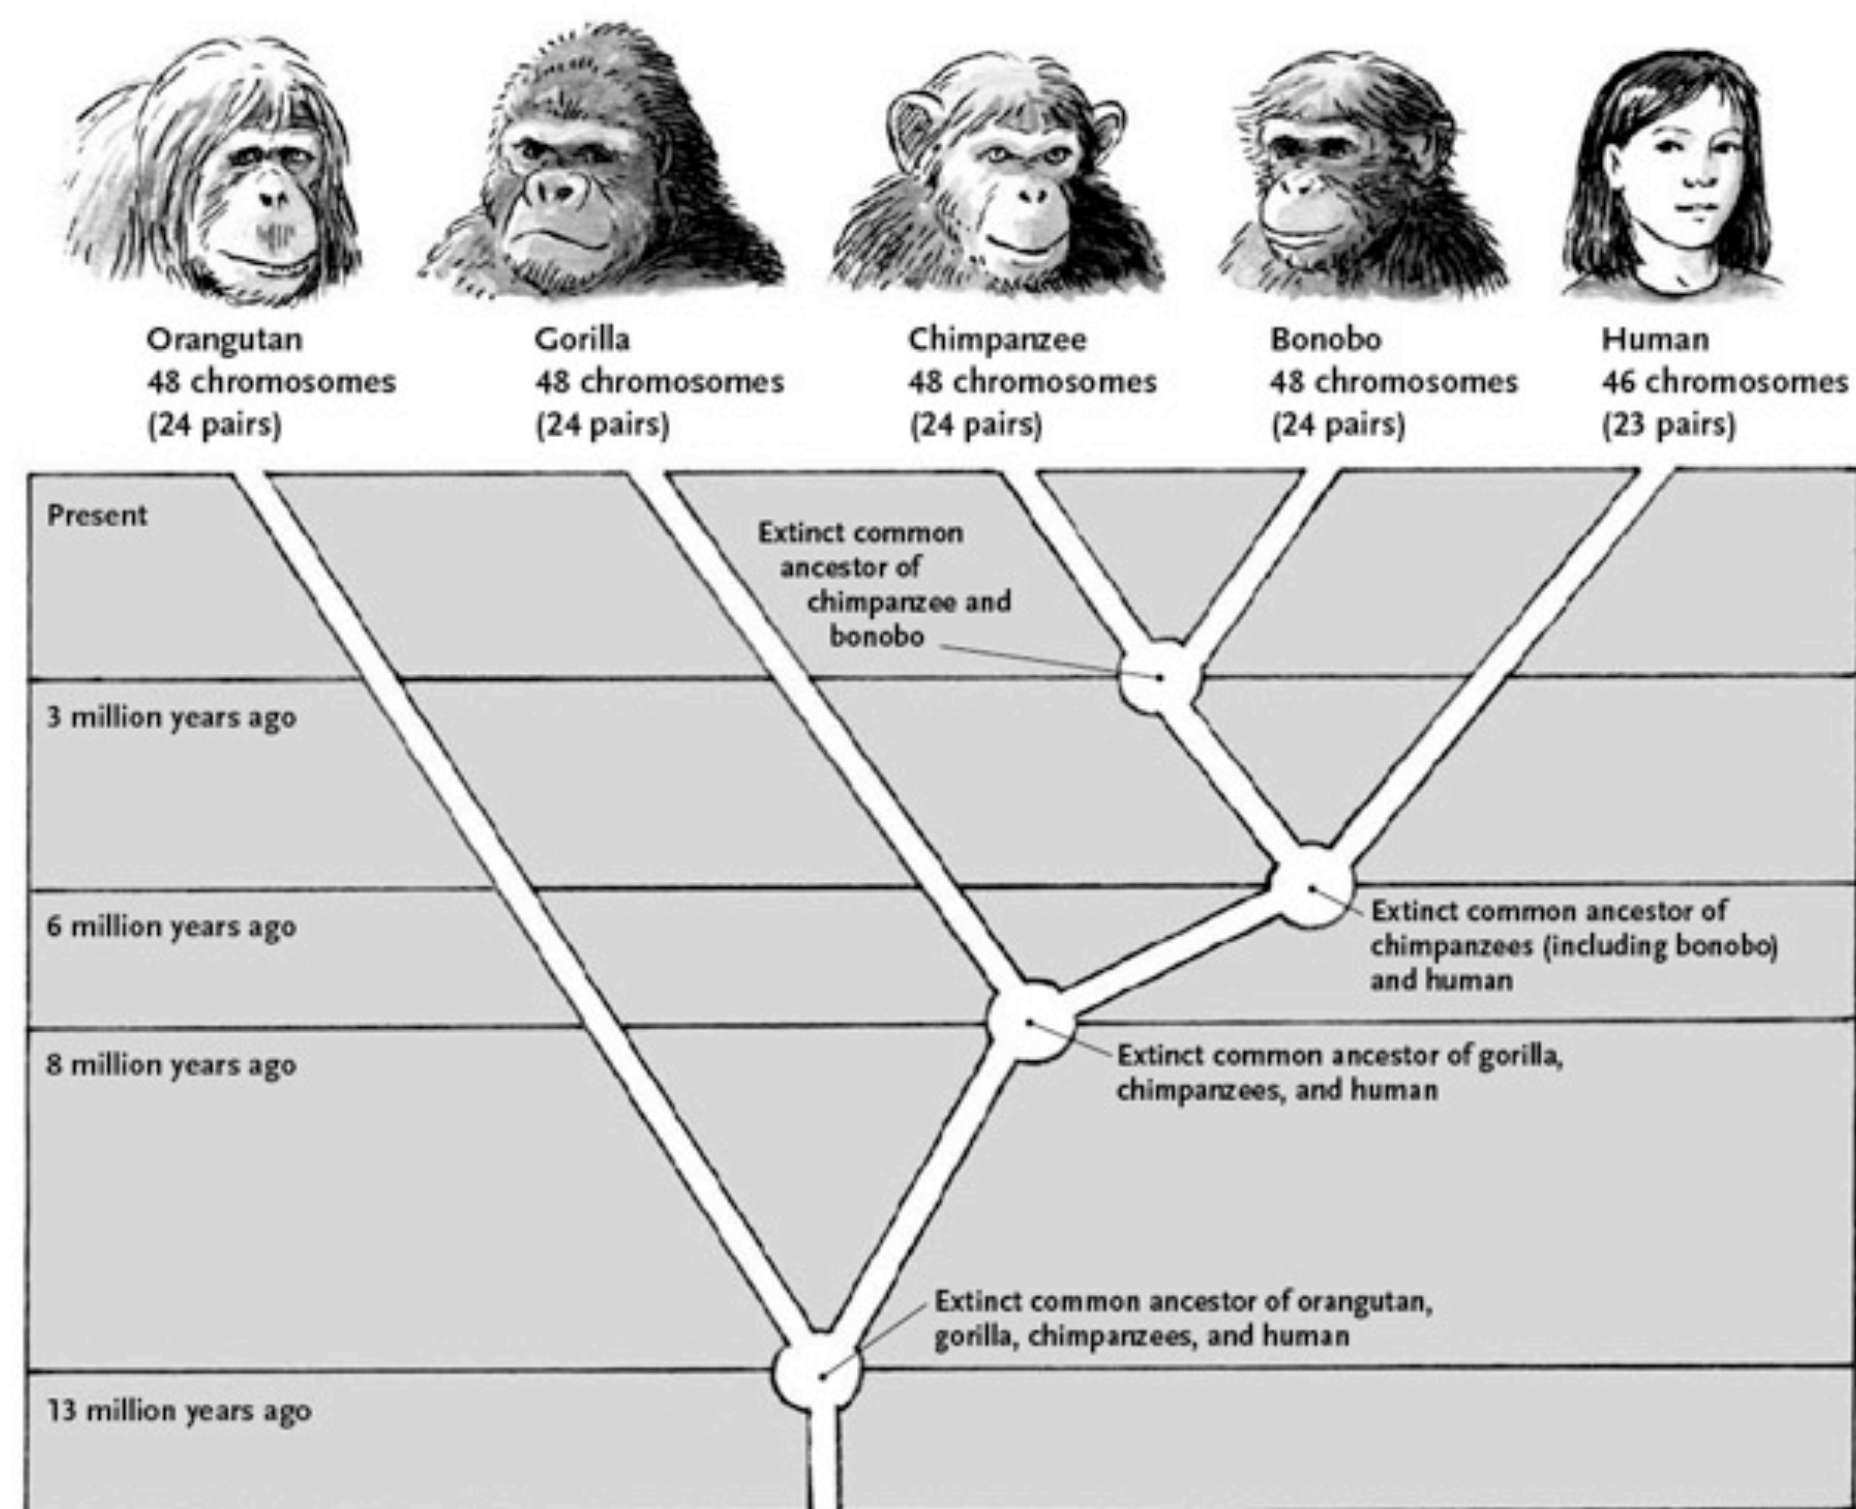 Orangutan
48 chromosomes
(24 pairs)
Gorilla
48 chromosomes
(24 pairs)
Chimpanzee
48 chromosomes
(24 pairs)
Bonobo
48 chromosomes
(24 pairs)
Human
46 chromosomes
(23 pairs)
Present
Extinct common
ancestor of
chimpanzee and
bonobo
3 million years ago
6 million years ago
Extinct common ancestor of
chimpanzees (including bonobo)
and human
8 million years ago
Extinct common ancestor of gorilla,
chimpanzees, and human
Extinct common ancestor of orangutan,
gorilla, chimpanzees, and human
13 million years ago